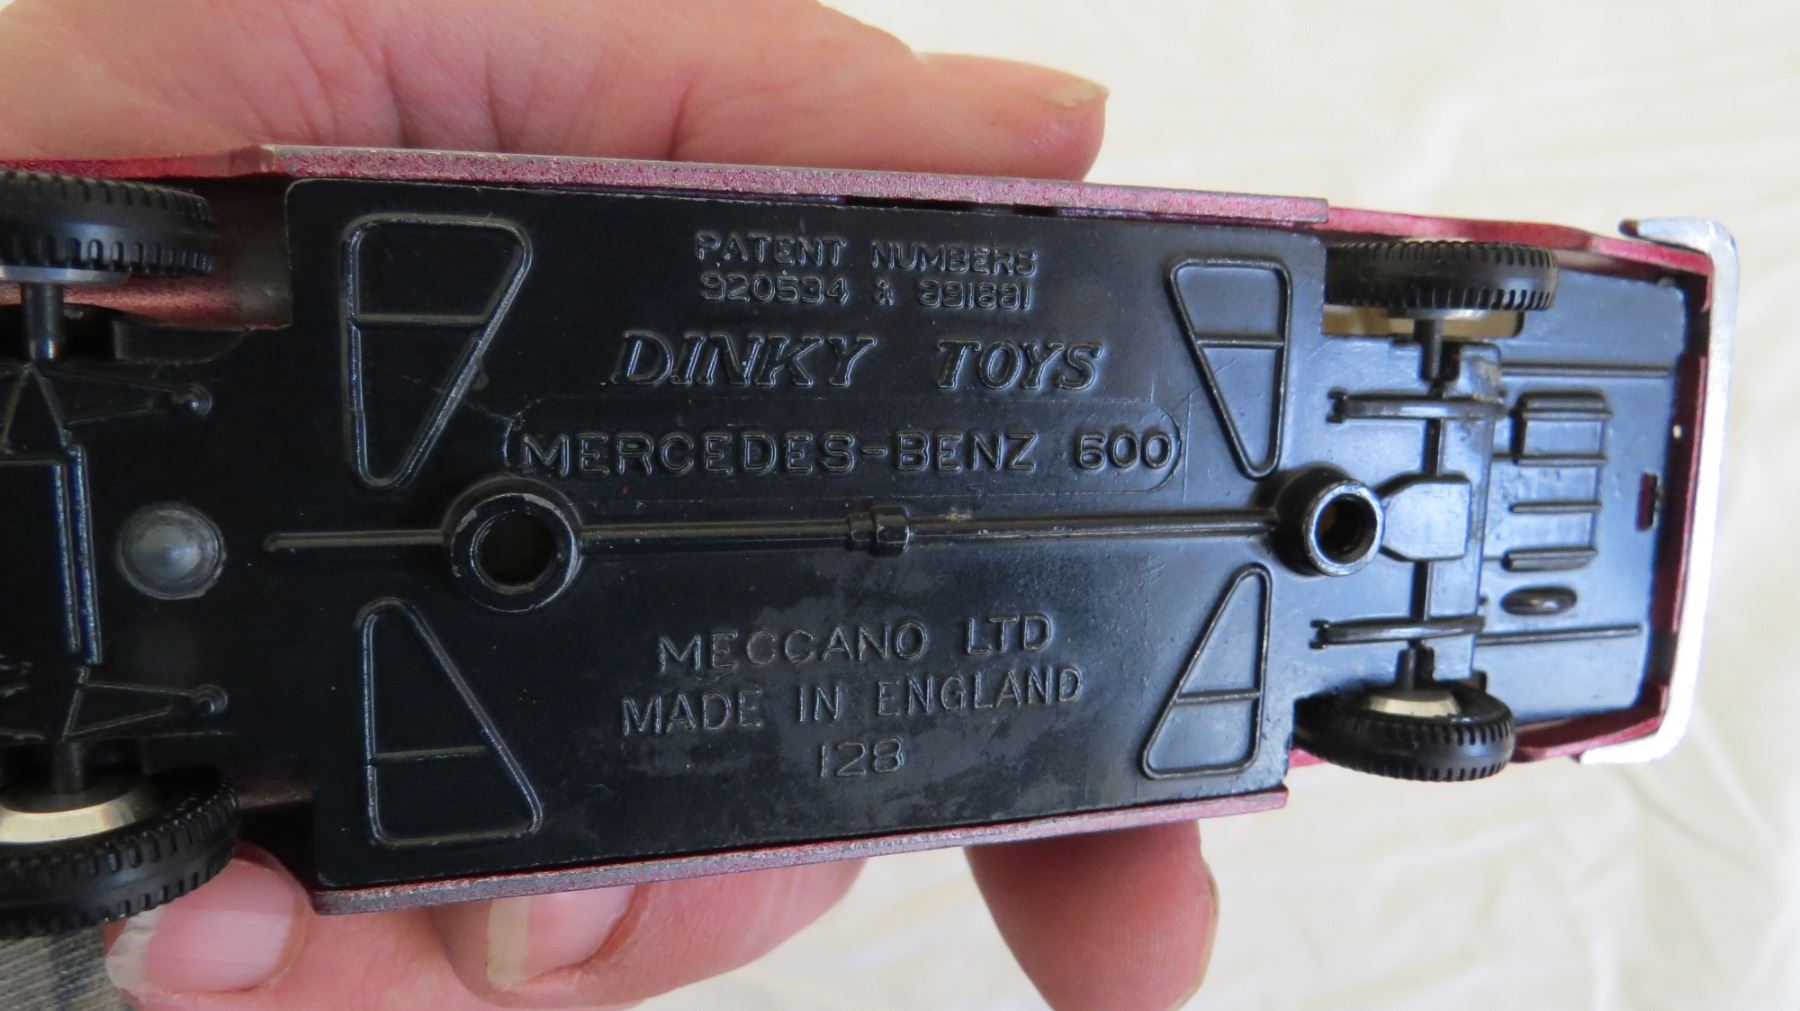 PATENT NUMBERS
920534 & 891881
DINKY TOYS
MERCEDES-BENZ 600
MECCANO LTD
MADE IN ENGLAND
128